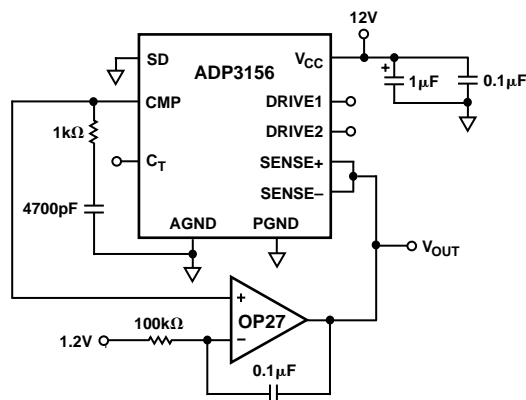 12V
SD
ADP3156
VCC
CMP
1kΩ
DRIVE1
+
1µF
0.1µF
DRIVE2
CT
SENSE+
4700pF
SENSE–
AGND
PGND
VOUT
+
OP27
–
1.2V
100kΩ
0.1µF